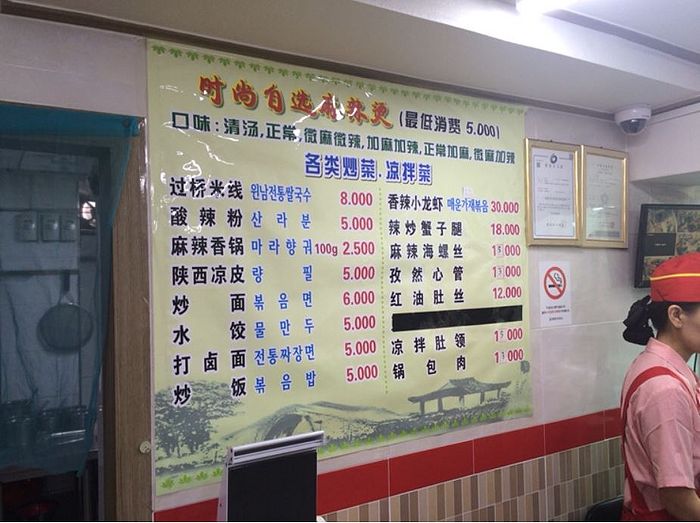 时尚自选麻辣烫 (最低消费 5.000)
口味: 清汤,正常,微麻微辣,加麻加辣,正常加麻,微麻加辣
各类炒菜.凉拌菜
过桥米线 윈남전통쌀국수 8.000
酸辣粉 산라분 5.000
麻辣香锅 마라향궈 100g 2.500
陕西凉皮 량필 5.000
炒面 볶음면 6.000
水饺 물만두 5.000
打卤面 전통짜장면 5.000
炒饭 볶음밥 5.000
香辣小龙虾 매운가재볶음 30.000
辣炒蟹子腿 18.000
麻辣海螺丝
孜然心管
红油肚丝 12.000
凉拌肚领
锅包肉